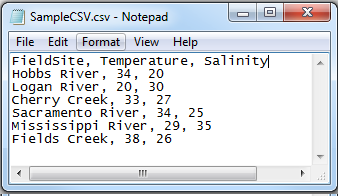 SampleCSV.csv - Notepad
File Edit Format View Help
FieldSite, Temperature, Salinity
Hobbs River, 34, 20
Logan River, 20, 30
Cherry Creek, 33, 27
Sacramento River, 34, 25
Mississippi River, 29, 35
Fields Creek, 38, 26